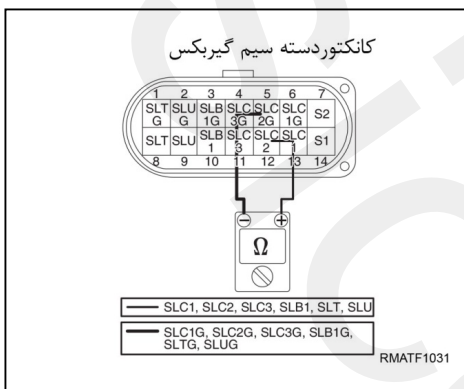 کانکتوردسته سیم گیربکس
1 2 3 4 5 6 7
SLT G SLU G SLB 1G SLC 3G SLC 2G SLC 1G S2
SLT SLU SLB 1 SLC 3 SLC 2 SLC 1 S1
8 9 10 11 12 13 14
− +
Ω
SLC1, SLC2, SLC3, SLB1, SLT, SLU
SLC1G, SLC2G, SLC3G, SLB1G,
SLTG, SLUG
RMATF1031